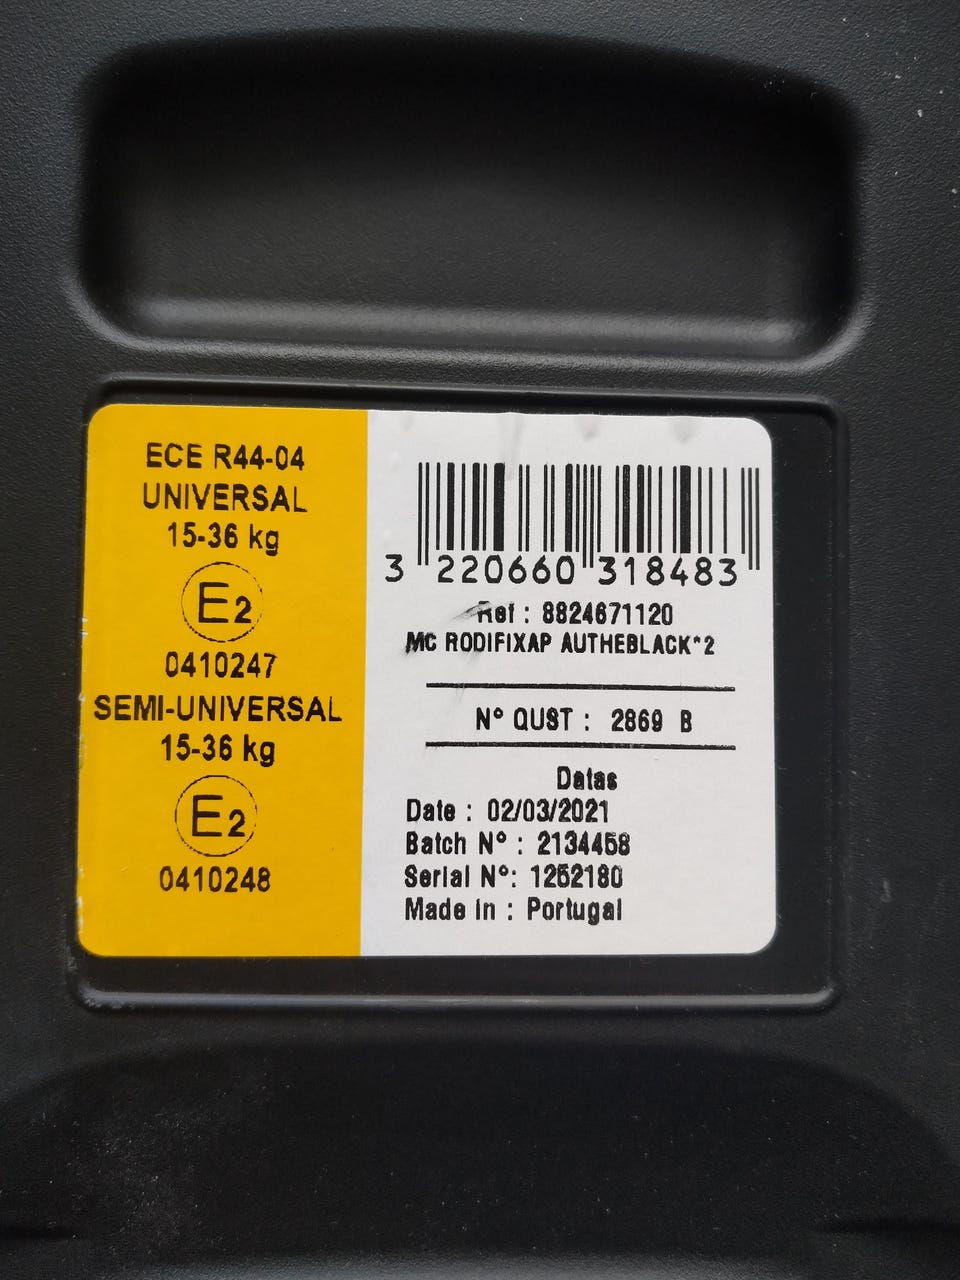 ECE R44-04
UNIVERSAL
15-36 kg
E2
0410247
SEMI-UNIVERSAL
15-36 kg
E2
0410248
3 220660 318483
Ref : 8824671120
MC RODIFIXAP AUTHEBLACK*2
N° QUST : 2869 B
Datas
Date : 02/03/2021
Batch N° : 2134458
Serial N°: 1252180
Made in : Portugal